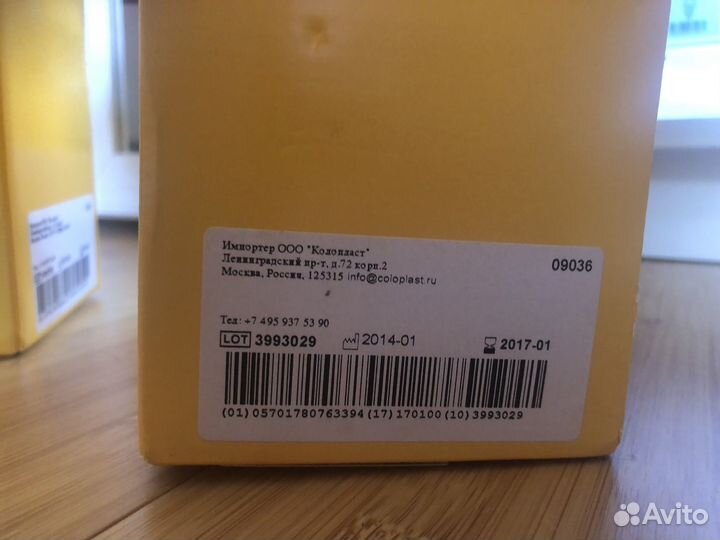 Импортер ООО "Колопласт"
Ленинградский пр-т, д.72 корп.2
Москва, Россия, 125315 info@coloplast.ru
09036
Тел: +7 495 937 53 90
LOT 3993029 2014-01 2017-01
(01) 05701780763394 (17) 170100 (10) 3993029
Avito